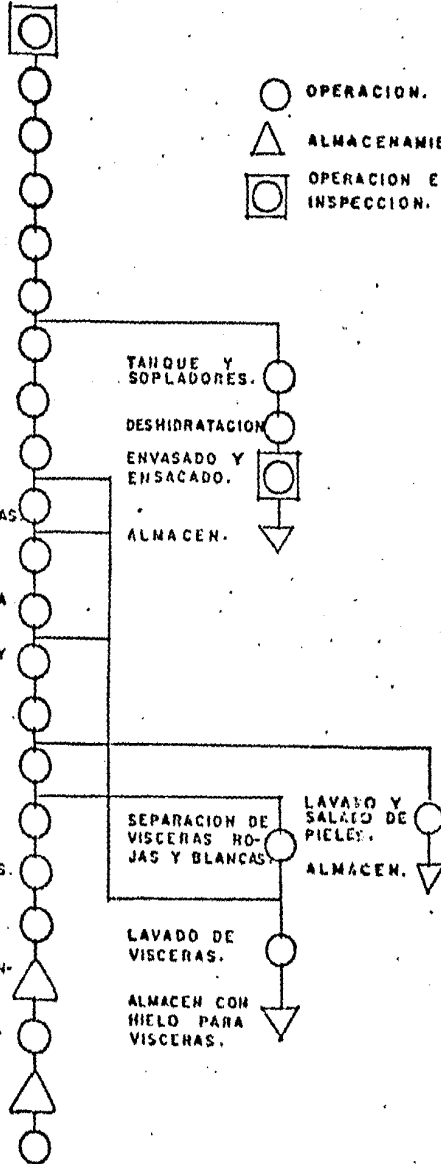 OPERACION.
ALMACENAMIE
OPERACION E
INSPECCION.
TANQUE Y
SOPLADORES.
DESHIDRATACION
ENVASADO Y
ENSACADO.
ALMACEN.
AS.
A
Y
SEPARACION DE
VISCERAS RO-
JAS Y BLANCAS.
LAVADO Y
SALADO DE
PIELES.
ALMACEN.
S.
LAVADO DE
VISCERAS.
N-
ALMACEN CON
HIELO PARA
VISCERAS.